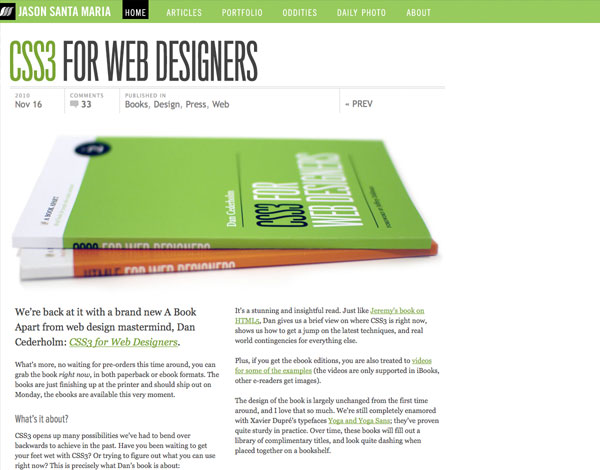 JASON SANTA MARIA
HOME
ARTICLES
PORTFOLIO
ODDITIES
DAILY PHOTO
ABOUT
CSS3 FOR WEB DESIGNERS
2010
Nov 16
COMMENTS
33
PUBLISHED IN
Books, Design, Press, Web
« PREV
A BOOK APART
Dan Cederholm
CSS3 FOR
WEB DESIGNERS
FOR WEB DESIGNERS
FOR WEB DESIGNERS
We're back at it with a brand new A Book
Apart from web design mastermind, Dan
Cederholm: CSS3 for Web Designers.
What's more, no waiting for pre-orders this time around, you can
grab the book right now, in both paperback or ebook formats. The
books are just finishing up at the printer and should ship out on
Monday, the ebooks are available this very moment.
What's it about?
CSS3 opens up many possibilities we've had to bend over
backwards to achieve in the past. Have you been waiting to get
your feet wet with CSS3? Or trying to figure out what you can use
right now? This is precisely what Dan's book is about:
It's a stunning and insightful read. Just like Jeremy's book on
HTML5, Dan gives us a brief view on where CSS3 is right now,
shows us how to get a jump on the latest techniques, and real
world contingencies for everything else.
Plus, if you get the ebook editions, you are also treated to videos
for some of the examples (the videos are only supported in iBooks,
other e-readers get images).
The design of the book is largely unchanged from the first time
around, and I love that so much. We're still completely enamored
with Xavier Dupré's typefaces Yoga and Yoga Sans; they've proven
quite sturdy in practice. Over time, these books will fill out a
library of complimentary titles, and look quite dashing when
placed together on a bookshelf.